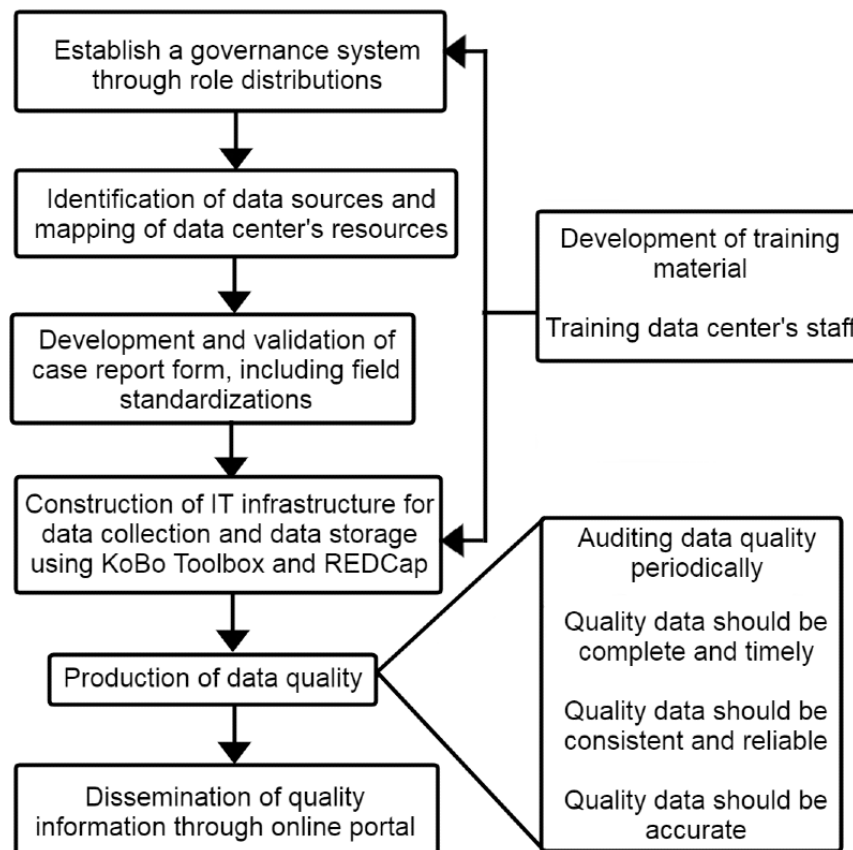 Establish a governance system
through role distributions
Identification of data sources and
mapping of data center's resources
Development of training
material
Training data center's staff
Development and validation of
case report form, including field
standardizations
Construction of IT infrastructure for
data collection and data storage
using KoBo Toolbox and REDCap
Auditing data quality
periodically
Quality data should be
complete and timely
Quality data should be
consistent and reliable
Quality data should be
accurate
Production of data quality
Dissemination of quality
information through online portal